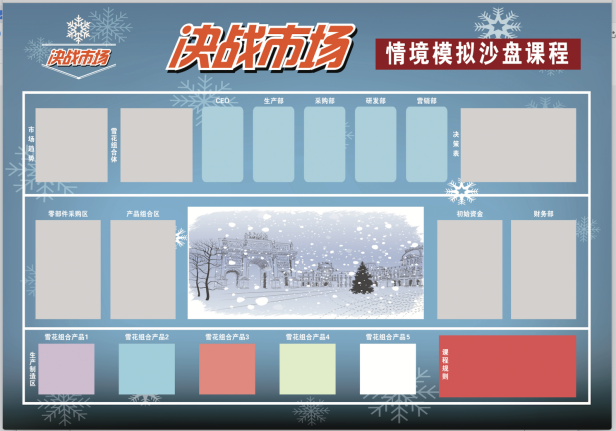 决战市场
决战市场
情境模拟沙盘课程
CEO
生产部
采购部
研发部
营销部
市场趋势
雪花组合体
决策表
零部件采购区
产品组合区
初始资金
财务部
雪花组合产品1
雪花组合产品2
雪花组合产品3
雪花组合产品4
雪花组合产品5
生产制造区
课程规则